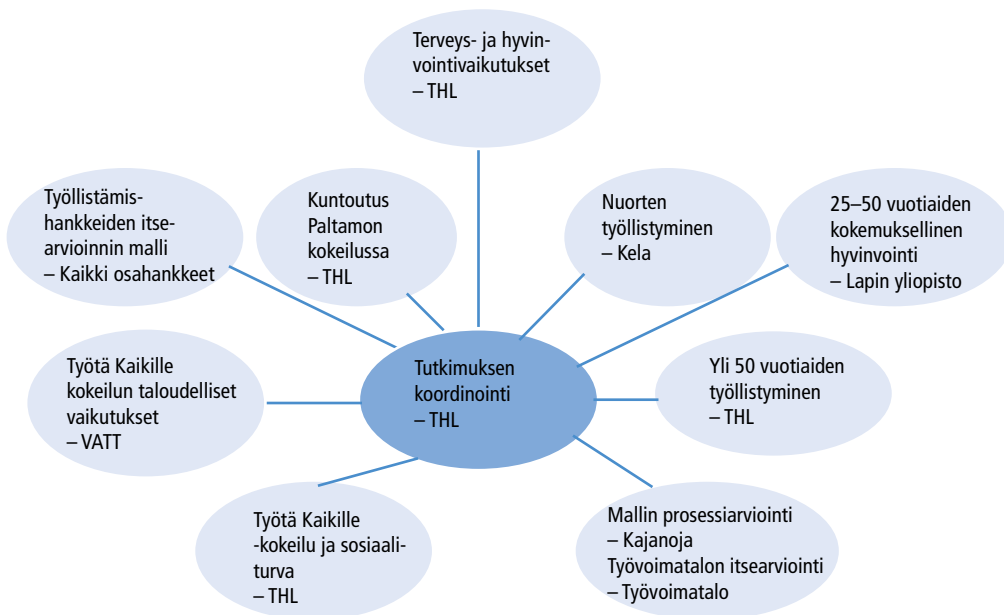 Terveys- ja hyvin-
vointivaikutukset
– THL
Työllistämis-
hankkeiden itse-
arvioinnin malli
– Kaikki osahankkeet
Kuntoutus
Paltamon
kokeilussa
– THL
Nuorten
työllistyminen
– Kela
25–50 vuotiaiden
kokemuksellinen
hyvinvointi
– Lapin yliopisto
Työtä Kaikille
kokeilun taloudelliset
vaikutukset
– VATT
Tutkimuksen
koordinointi
– THL
Yli 50 vuotiaiden
työllistyminen
– THL
Työtä Kaikille
-kokeilu ja sosiaali-
turva
– THL
Mallin prosessiarviointi
– Kajanoja
Työvoimatalon itsearviointi
– Työvoimatalo